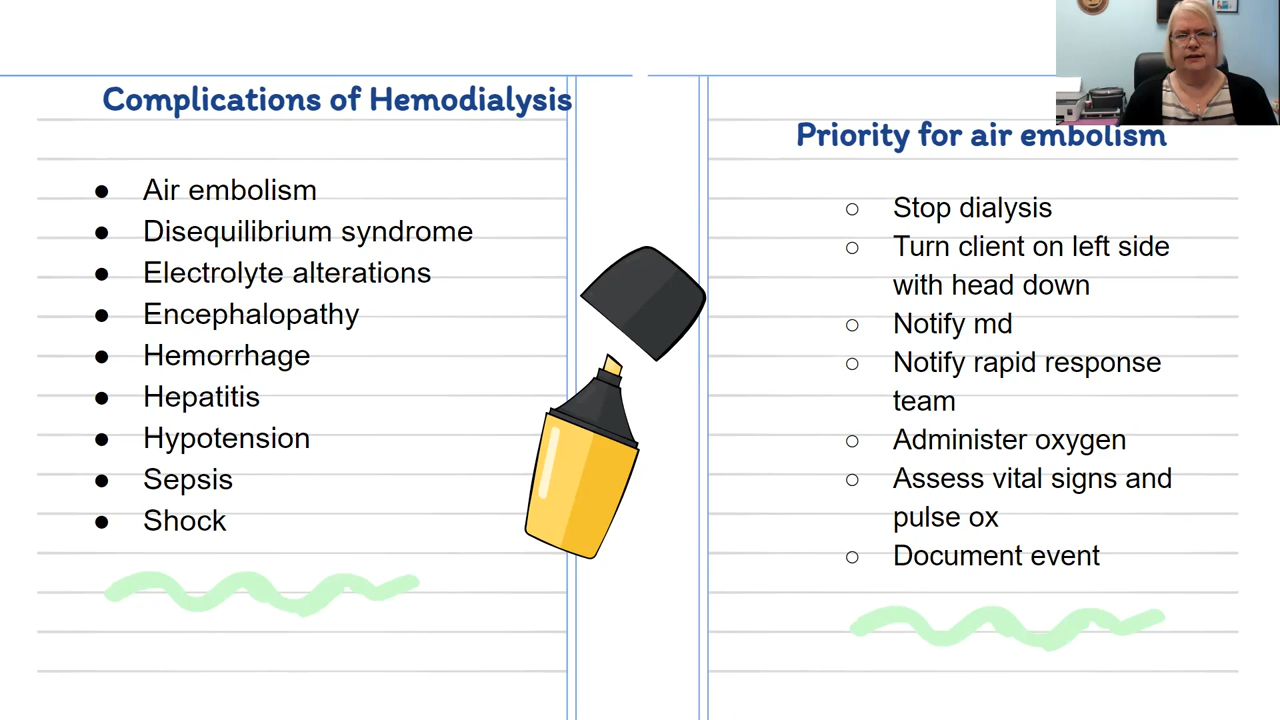 Complications of Hemodialysis
Air embolism
Disequilibrium syndrome
Electrolyte alterations
Encephalopathy
Hemorrhage
Hepatitis
Hypotension
Sepsis
Shock
Priority for air embolism
Stop dialysis
Turn client on left side
with head down
Notify md
Notify rapid response
team
Administer oxygen
Assess vital signs and
pulse ox
Document event